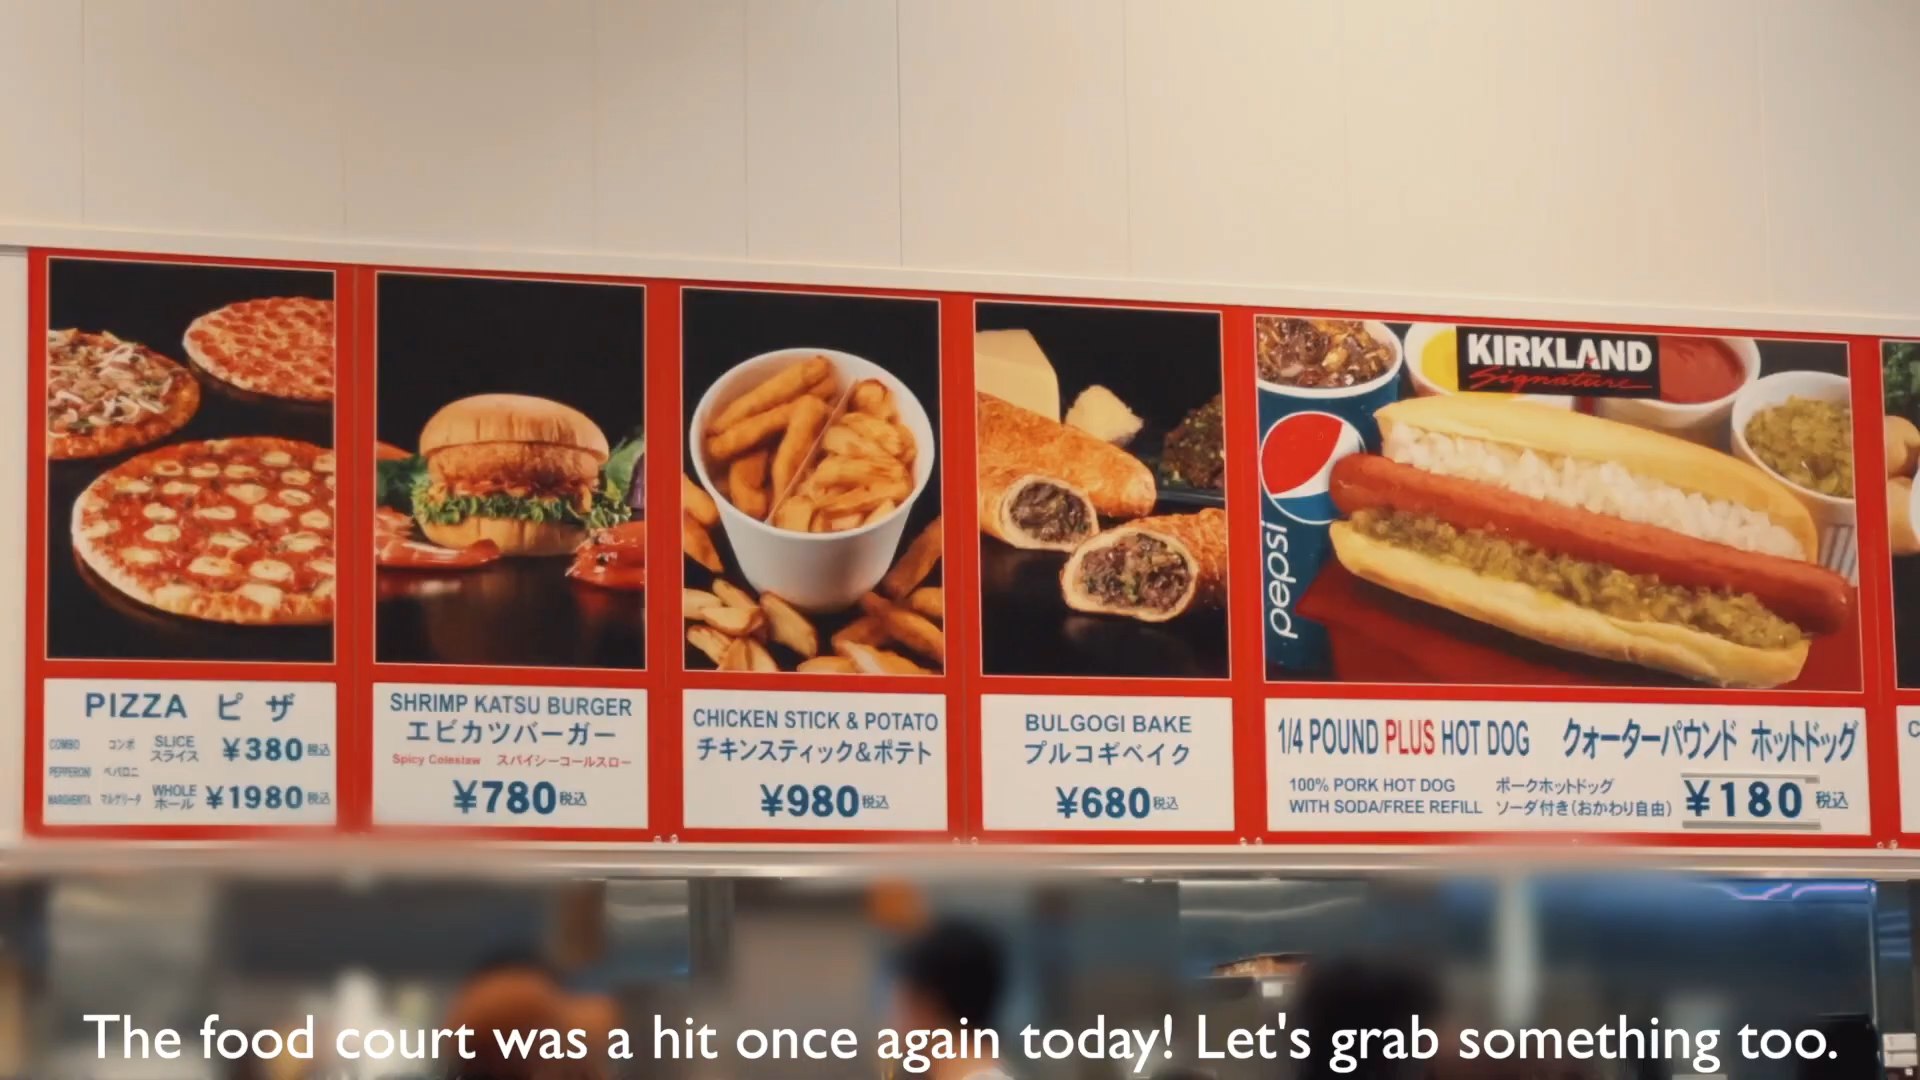 KIRKLAND
Signature
pepsi
PIZZA ピザ
COMBO コンボ SLICE スライス ¥380 税込
PEPPERONI ペパロニ
MARGHERITA マルゲリータ WHOLE ホール ¥1980 税込
SHRIMP KATSU BURGER
エビカツバーガー
Spicy Coleslaw スパイシーコールスロー
¥780 税込
CHICKEN STICK & POTATO
チキンスティック&ポテト
¥980 税込
BULGOGI BAKE
プルコギベイク
¥680 税込
1/4 POUND PLUS HOT DOG クォーターパウンド ホットドッグ
100% PORK HOT DOG ポークホットドッグ
WITH SODA/FREE REFILL ソーダ付き(おかわり自由)
¥180 税込
The food court was a hit once again today! Let's grab something too.